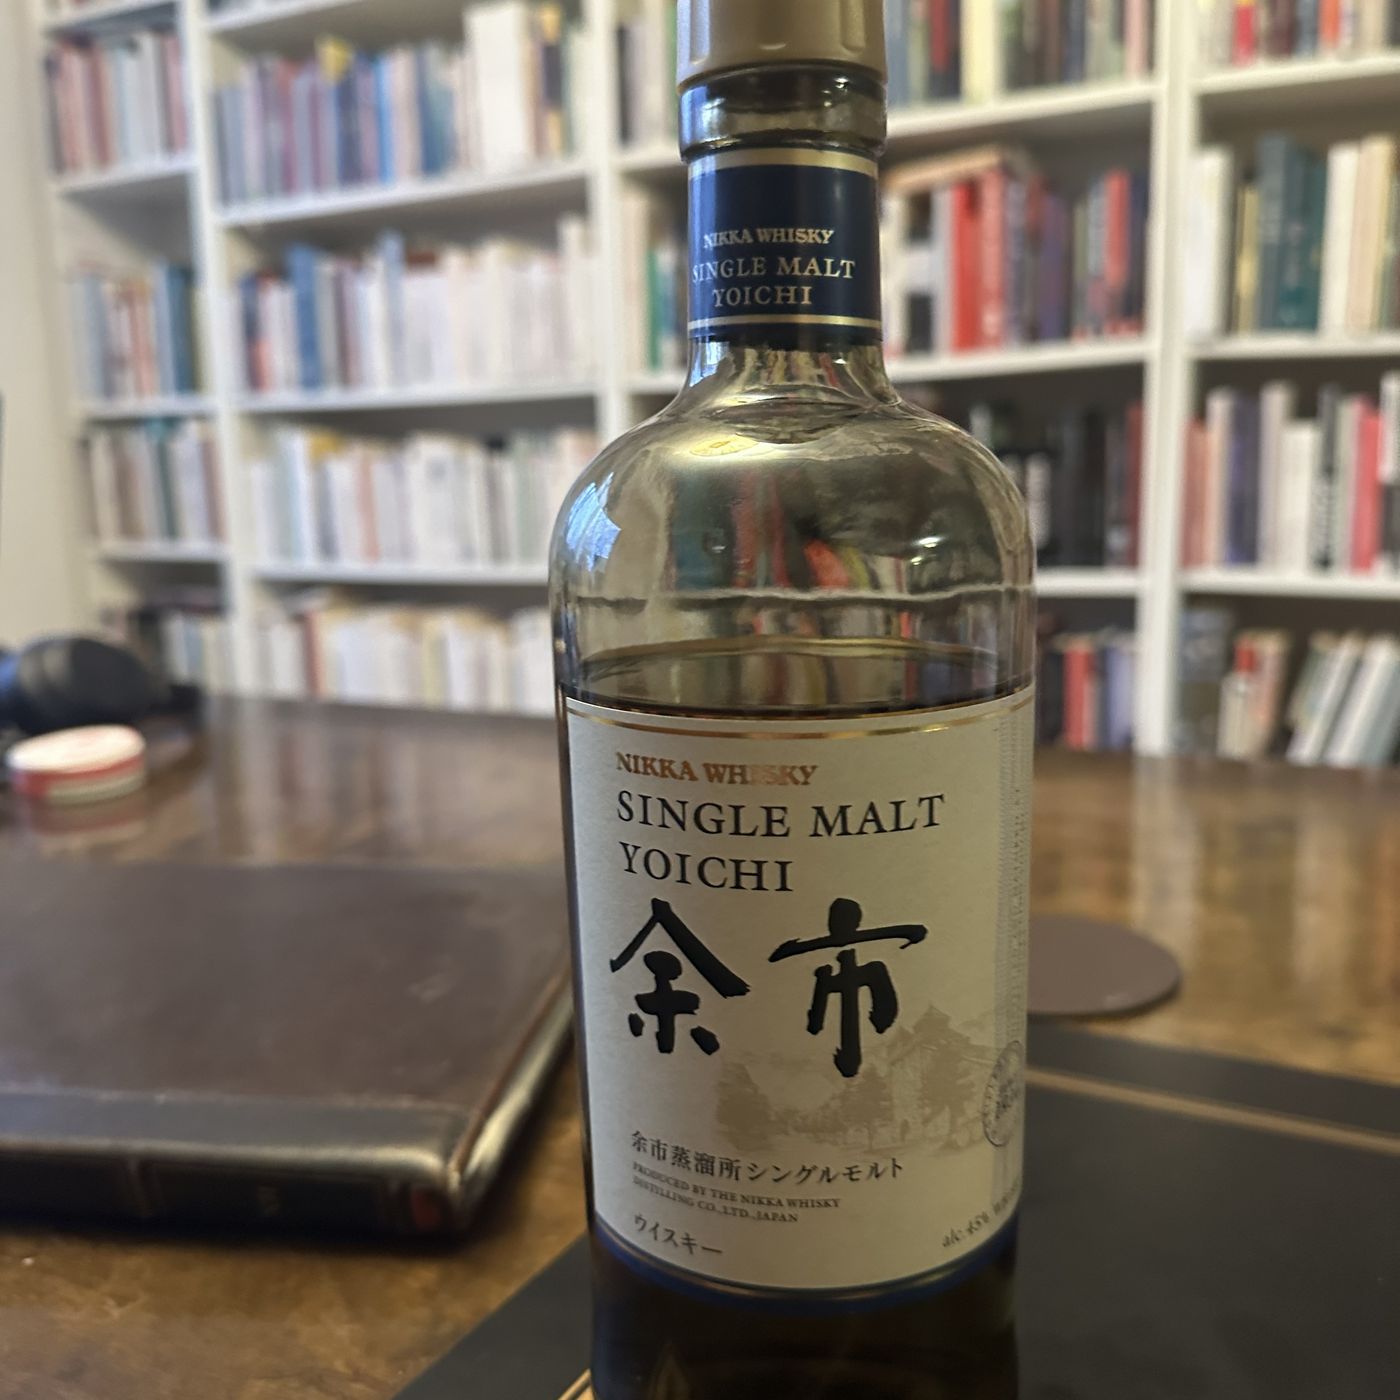 NIKKA WHISKY
SINGLE MALT
YOICHI
NIKKA WHISKY
SINGLE MALT
YOICHI
余市
余市蒸溜所シングルモルト
PRODUCED BY THE NIKKA WHISKY
DISTILLING CO.,LTD.,JAPAN
ウイスキー
alc.45%